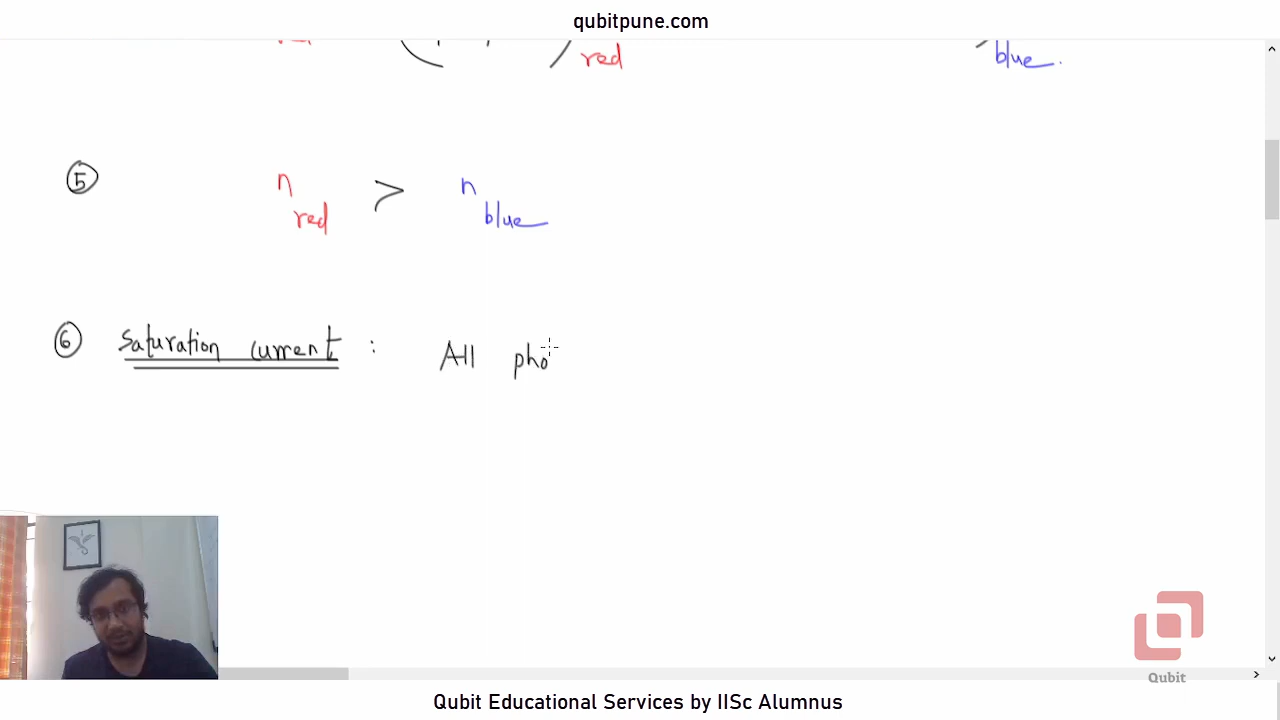 qubitpune.com
red
blue.
5 n red > n blue
6 Saturation current : All pho
Qubit
Qubit Educational Services by IISc Alumnus